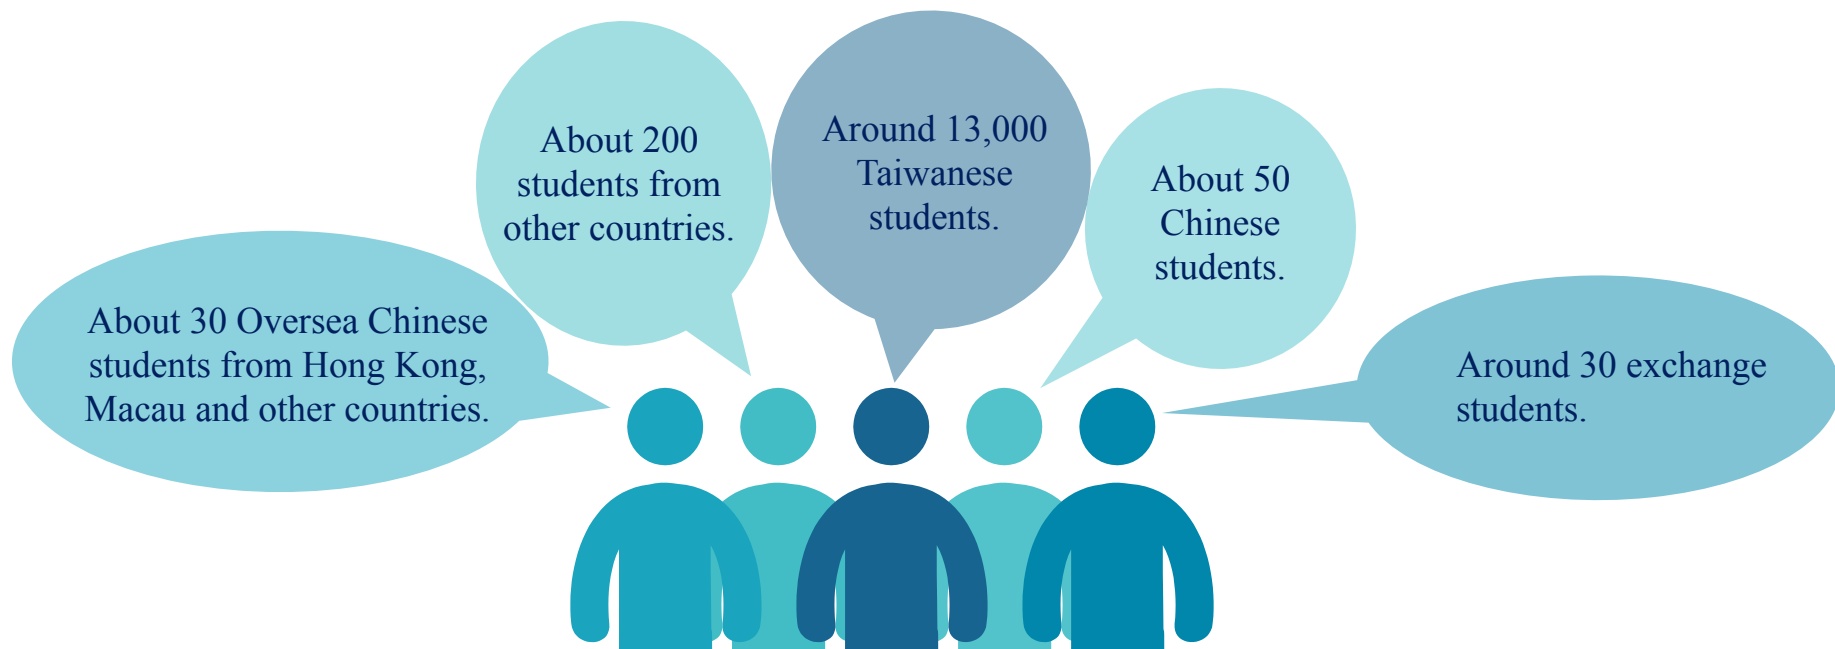 About 200
students from
other countries.
Around 13,000
Taiwanese
students.
About 50
Chinese
students.
About 30 Oversea Chinese
students from Hong Kong,
Macau and other countries.
Around 30 exchange
students.